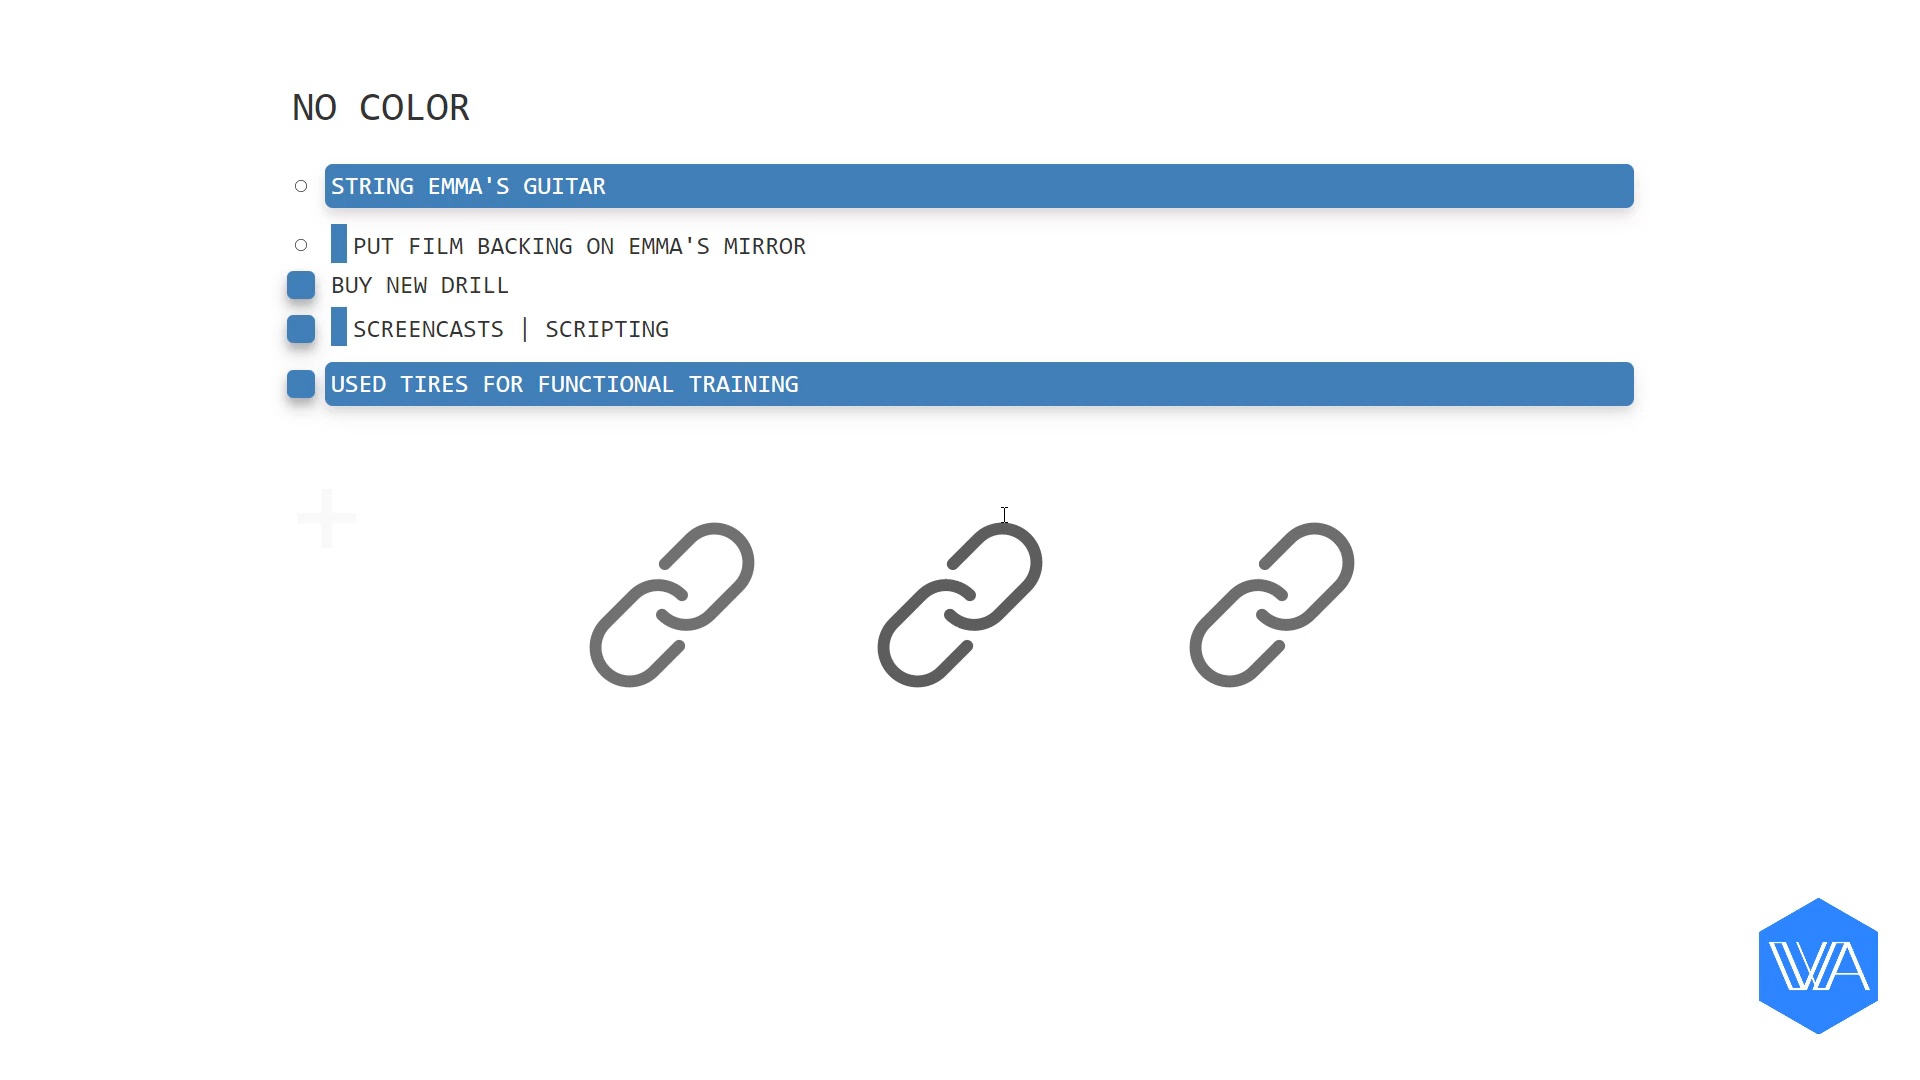 NO COLOR
STRING EMMA'S GUITAR
PUT FILM BACKING ON EMMA'S MIRROR
BUY NEW DRILL
SCREENCASTS | SCRIPTING
USED TIRES FOR FUNCTIONAL TRAINING
WA